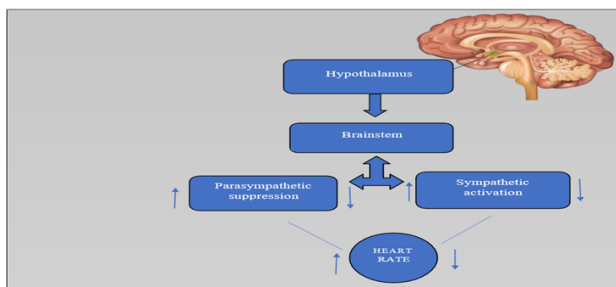 Hypothalamus
Brainstem
Parasympathetic
suppression
Sympathetic
activation
HEART
RATE